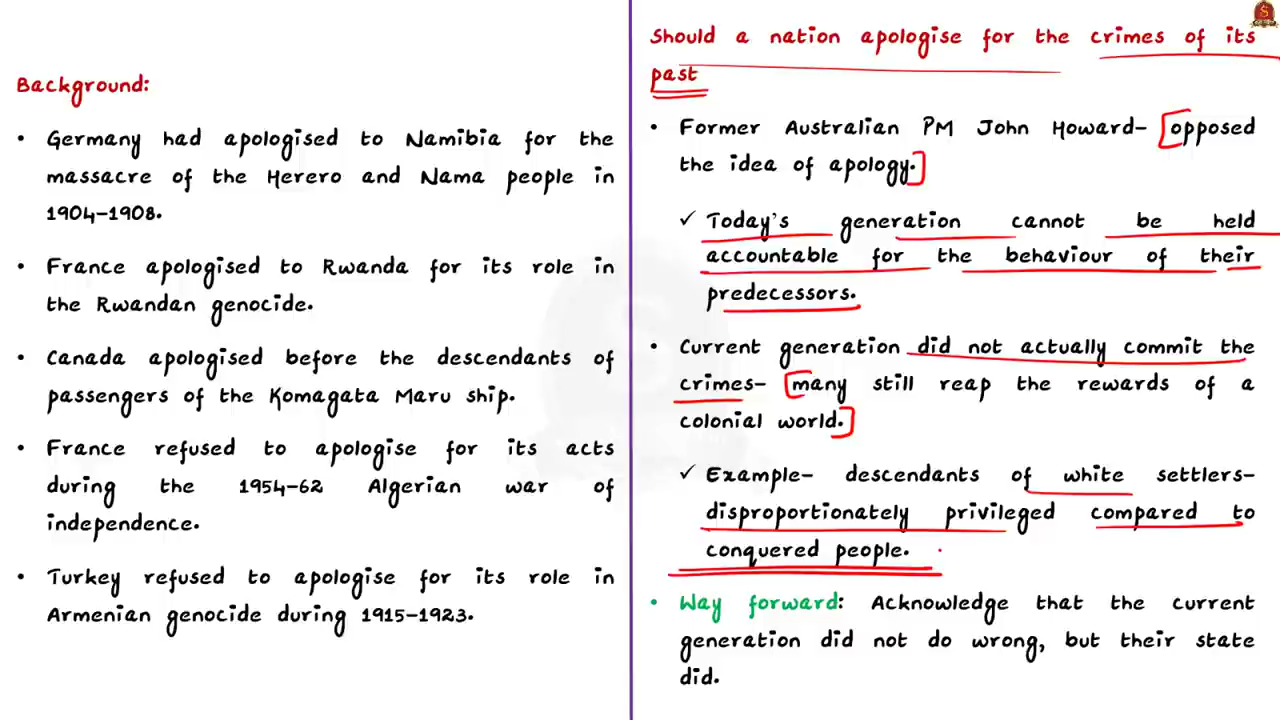 Background:
• Germany had apologised to Namibia for the
massacre of the Herero and Nama people in
1904-1908.
• France apologised to Rwanda for its role in
the Rwandan genocide.
• Canada apologised before the descendants of
passengers of the Komagata Maru ship.
• France refused to apologise for its acts
during the 1954-62 Algerian war of
independence.
• Turkey refused to apologise for its role in
Armenian genocide during 1915-1923.
Should a nation apologise for the crimes of its
past
• Former Australian PM John Howard- opposed
the idea of apology.
✓ Today's generation cannot be held
accountable for the behaviour of their
predecessors.
• Current generation did not actually commit the
crimes- many still reap the rewards of a
colonial world.
✓ Example- descendants of white settlers-
disproportionately privileged compared to
conquered people.
• Way forward: Acknowledge that the current
generation did not do wrong, but their state
did.